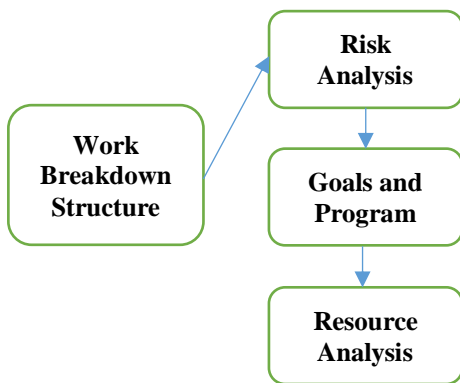 Work
Breakdown
Structure
Risk
Analysis
Goals and
Program
Resource
Analysis